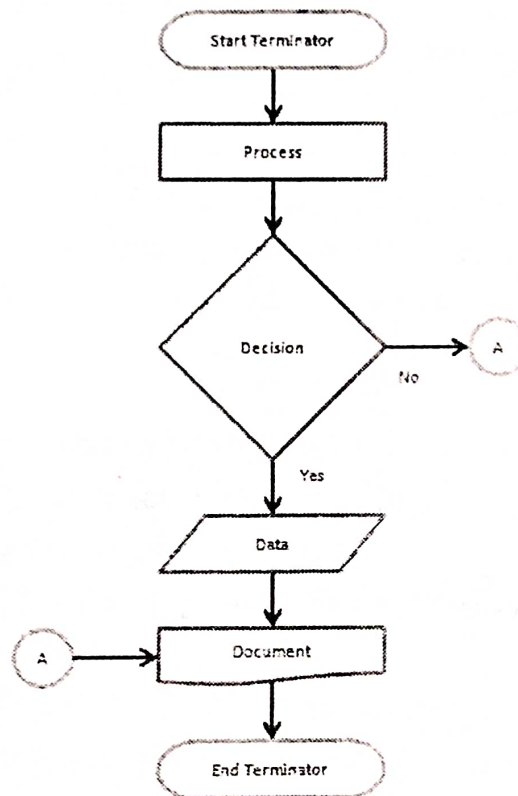 Start Terminator
Process
Decision
A
No
Yes
Data
A
Document
End Terminator